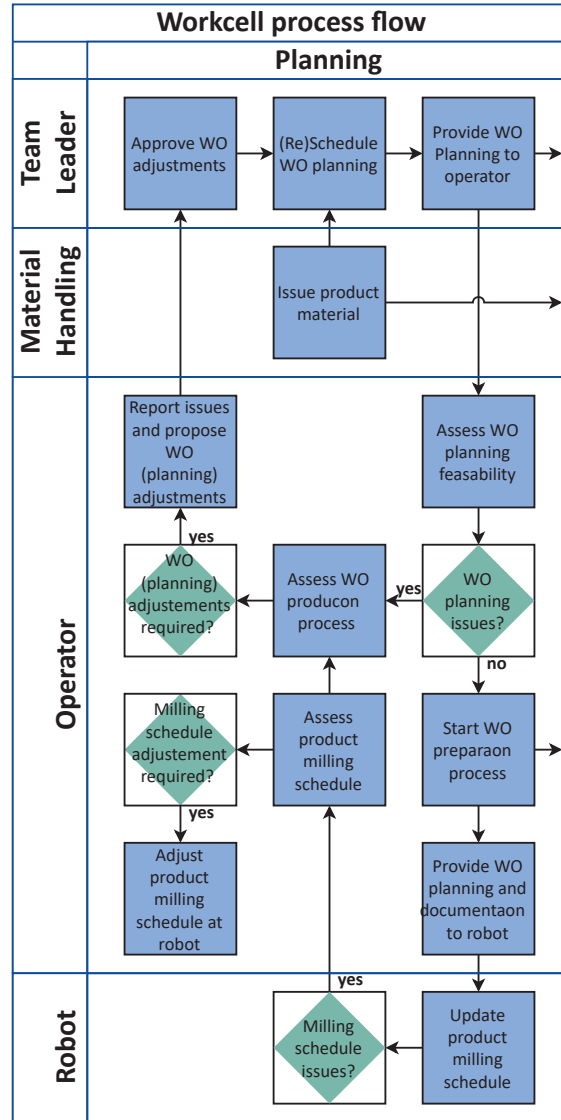 Workcell process flow
Planning
Team
Leader
Approve WO
adjustments
(Re)Schedule
WO planning
Provide WO
Planning to
operator
Material
Handling
Issue product
material
Operator
Report issues
and propose
WO
(planning)
adjustments
Assess WO
planning
feasability
yes
WO
(planning)
adjustements
required?
Assess WO
producon
process
yes
WO
planning
issues?
no
Milling
schedule
adjustement
required?
Assess
product
milling
schedule
Start WO
preparaon
process
yes
Adjust
product
milling
schedule at
robot
Provide WO
planning and
documentaon
to robot
Robot
yes
Milling
schedule
issues?
Update
product
milling
schedule